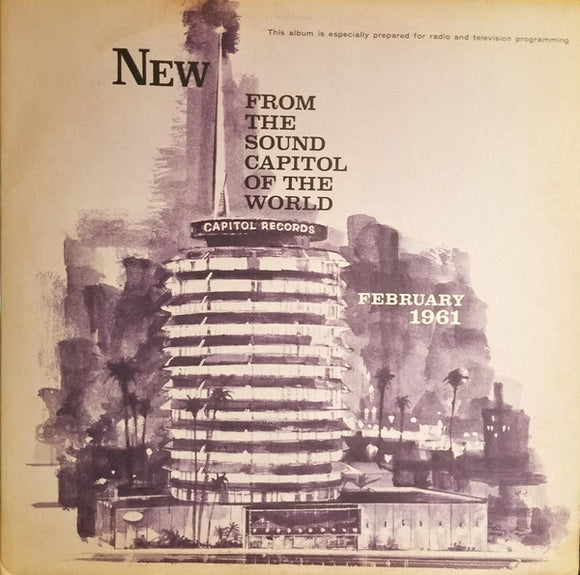 This album is especially prepared for radio and television programming
NEW
FROM
THE
SOUND
CAPITOL
OF THE
WORLD
CAPITOL RECORDS
FEBRUARY
1961